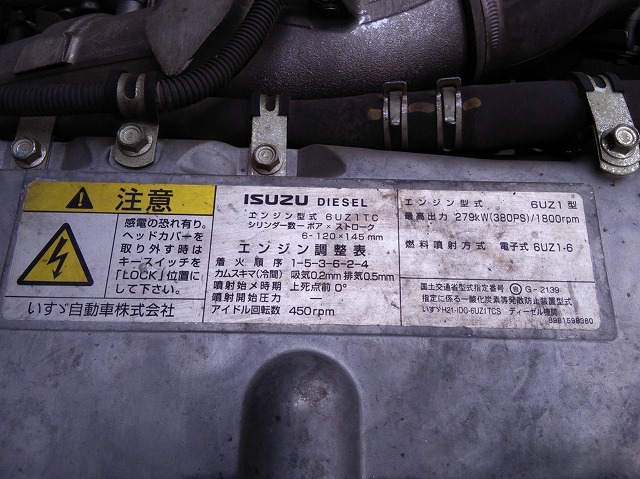 注意
感電の恐れ有り。
ヘッドカバーを
取り外す時は
キースイッチを
「LOCK」位置に
して下さい。
いすゞ自動車株式会社
ISUZU DIESEL
エンジン型式 6UZ1TC
シリンダ数ーボア×ストローク
6-120×145mm
エンジン調整表
着火順序 1-5-3-6-2-4
カムスキマ(冷間) 吸気0.2mm 排気0.5mm
噴射始メ時期 上死点前 0°
噴射開始圧力 ―
アイドル回転数 450rpm
エンジン型式 6UZ1型
最高出力 279kW(380PS)/1800rpm
燃料噴射方式 電子式 6UZ1-6
国土交通省型式指定番号 G-2139
指定に係る一酸化炭素等発散防止装置型式
いすゞH21-IDG-6UZ1TCS ディーゼル機関
8981598380